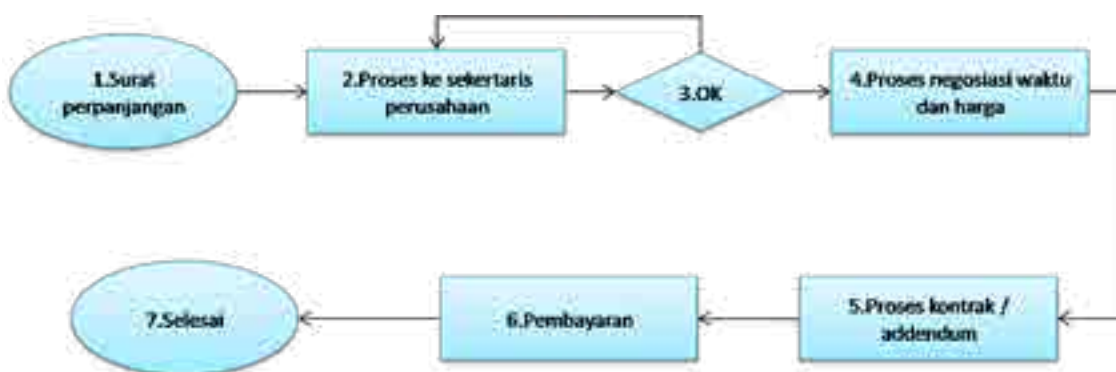 1.Surat
perpanjangan
2.Proses ke sekertaris
perusahaan
3.OK
4.Proses negosiasi waktu
dan harga
5.Proses kontrak /
addendum
6.Pembayaran
7.Selesai